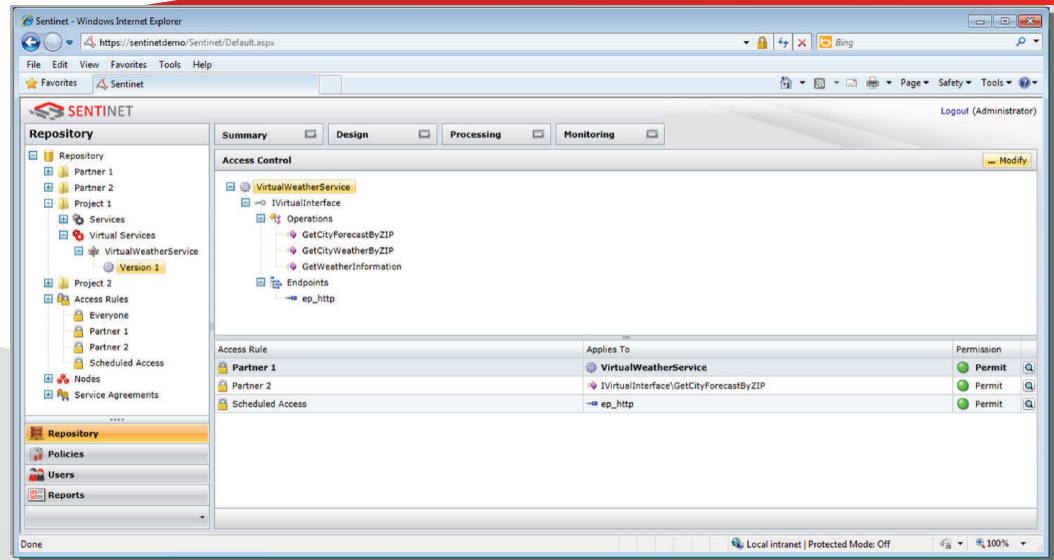 Sentinet - Windows Internet Explorer
https://sentinetdemo/Sentinet/Default.aspx
Bing
File Edit View Favorites Tools Help
Favorites Sentinet Page Safety Tools
SENTINET Logout (Administrator)
Repository Summary Design Processing Monitoring
Access Control ... Modify
Repository
Partner 1
Partner 2
Project 1
Services
Virtual Services
VirtualWeatherService
Version 1
Project 2
Access Rules
Everyone
Partner 1
Partner 2
Scheduled Access
Nodes
Service Agreements
VirtualWeatherService
IVirtualInterface
Operations
GetCityForecastByZIP
GetCityWeatherByZIP
GetWeatherInformation
Endpoints
ep_http
Access Rule Applies To Permission
Partner 1 VirtualWeatherService Permit
Partner 2 IVirtualInterface\GetCityForecastByZIP Permit
Scheduled Access ep_http Permit
Repository
Policies
Users
Reports
Done Local intranet | Protected Mode: Off 100%